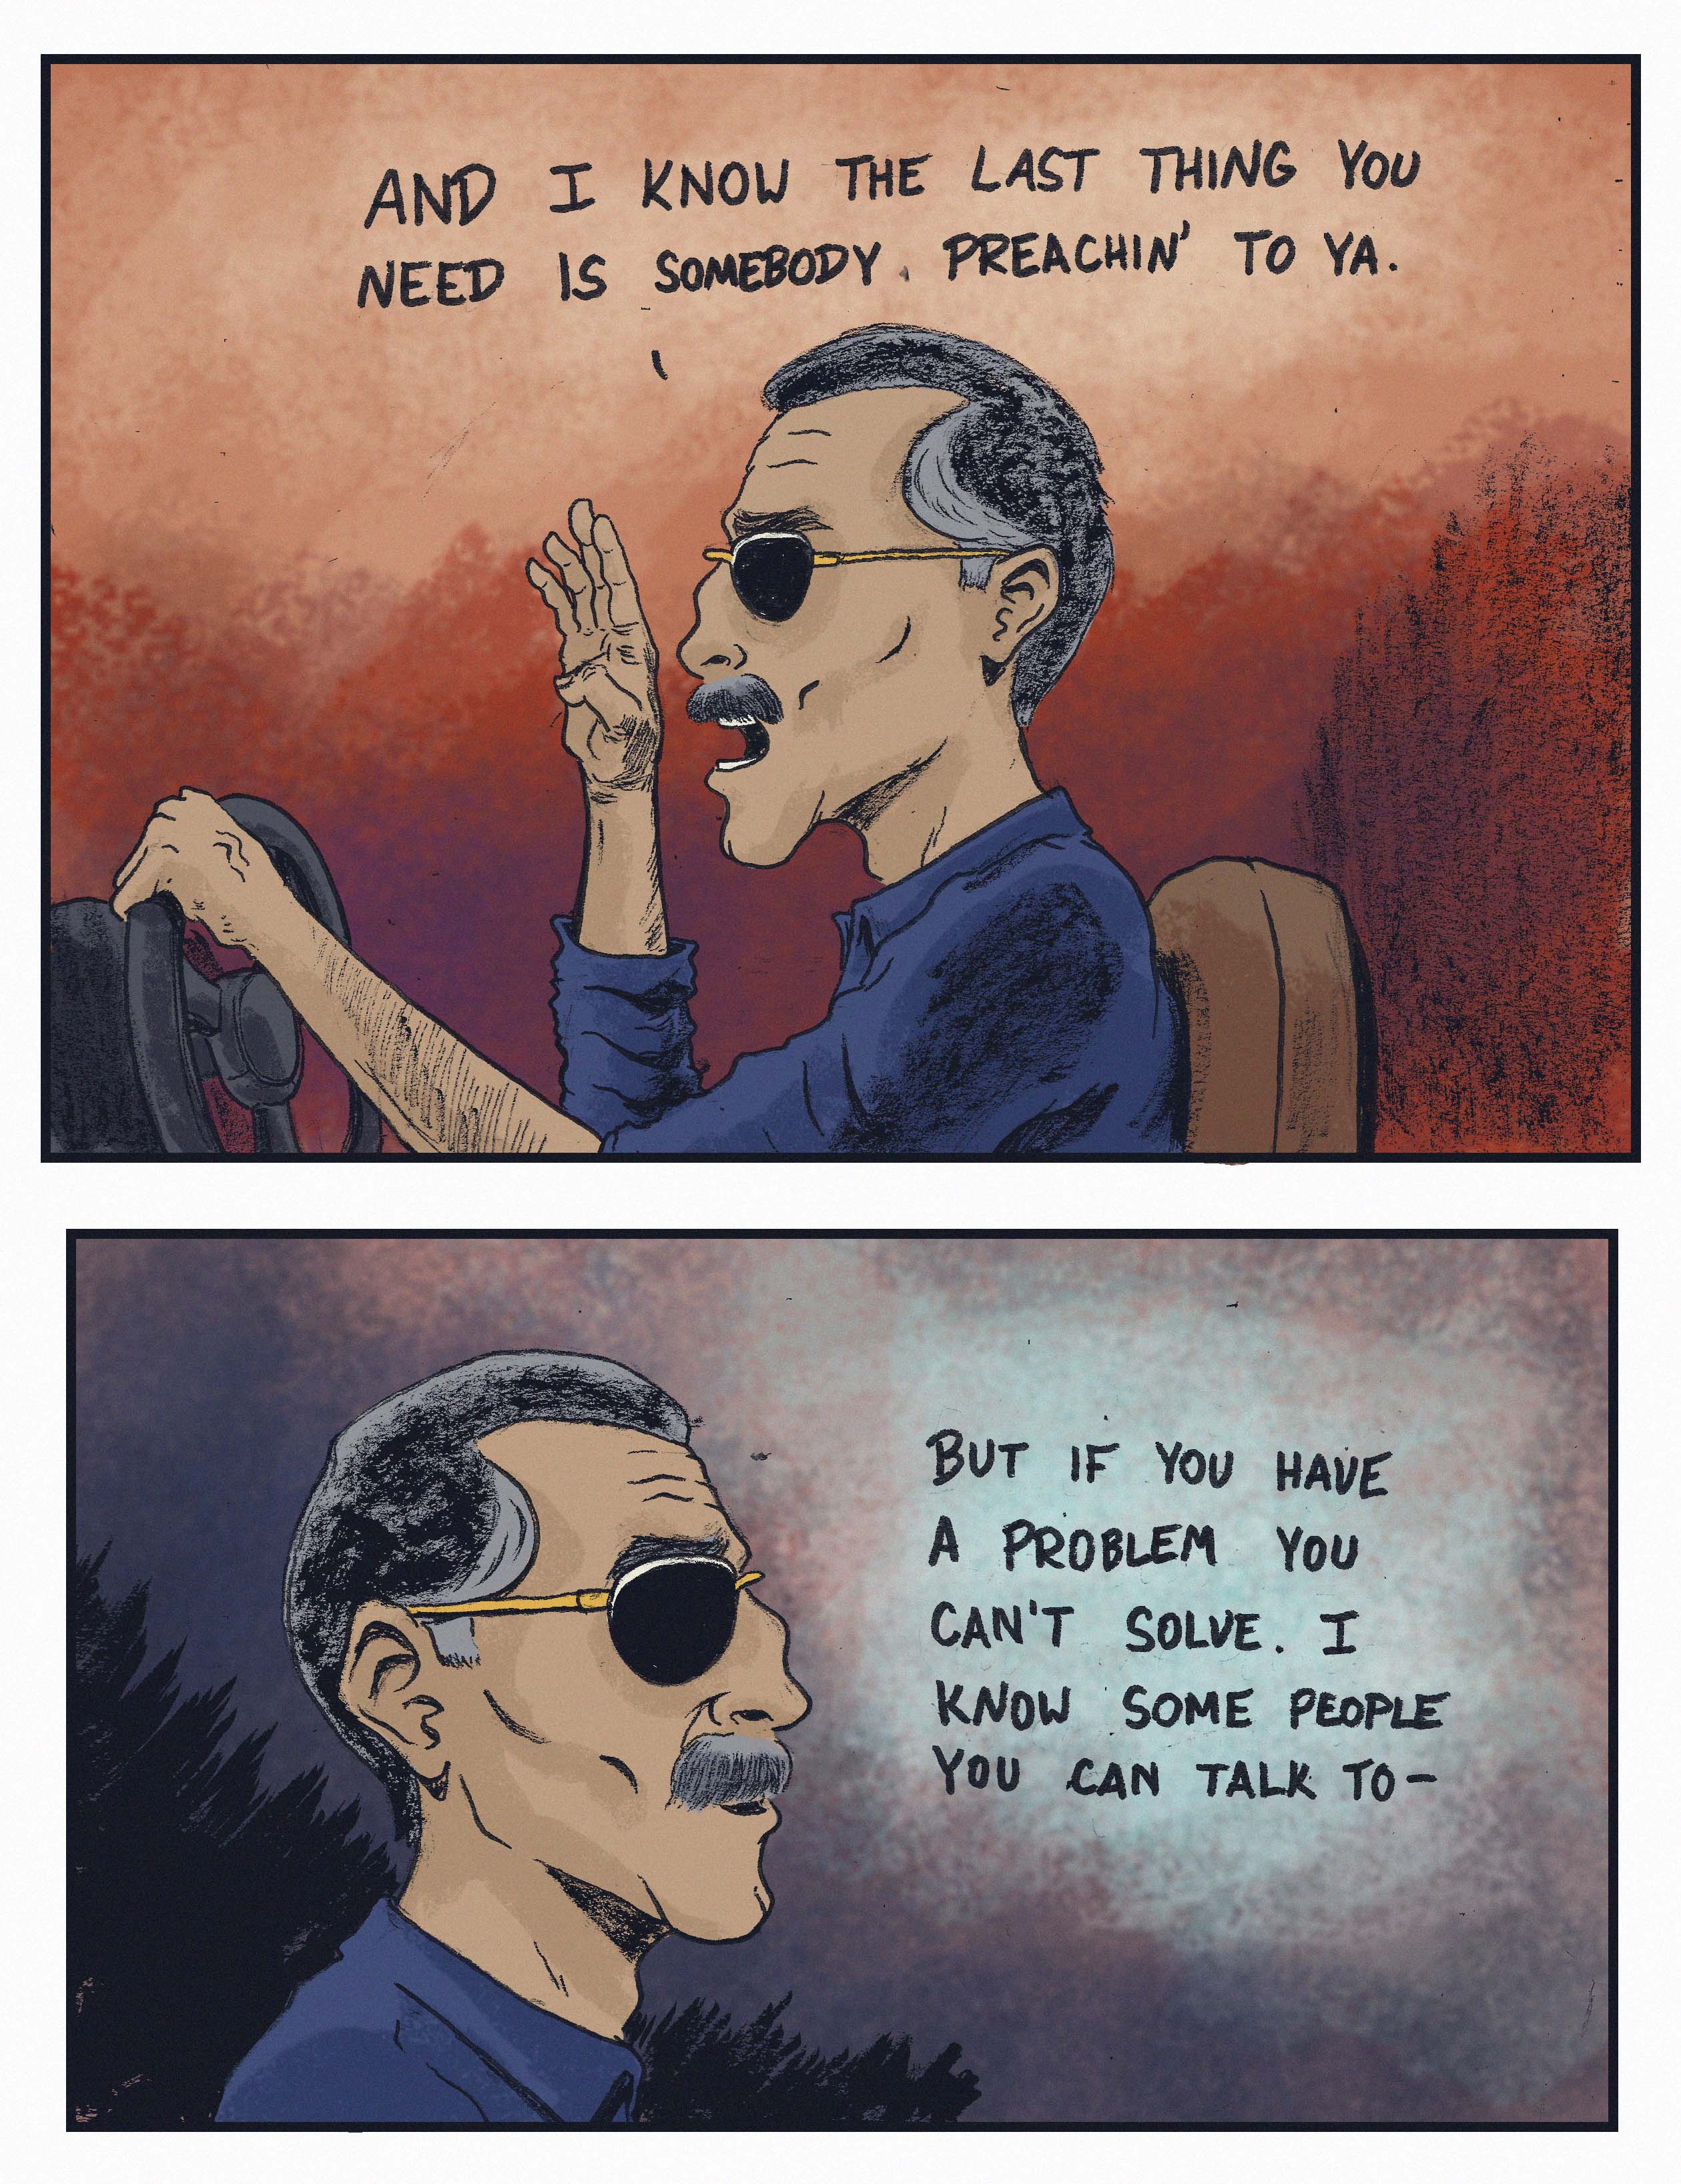 AND I KNOW THE LAST THING YOU
NEED IS SOMEBODY PREACHIN' TO YA.
BUT IF YOU HAVE
A PROBLEM YOU
CAN'T SOLVE. I
KNOW SOME PEOPLE
YOU CAN TALK TO-